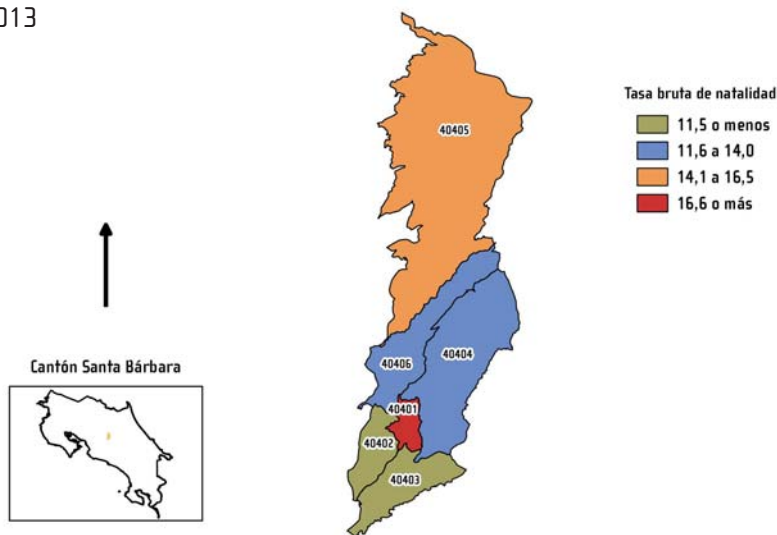 013
40405
Tasa bruta de natalidad
11,5 o menos
11,6 a 14,0
14,1 a 16,5
16,6 o más
40404
40406
Cantón Santa Bárbara
40401
40402
40403